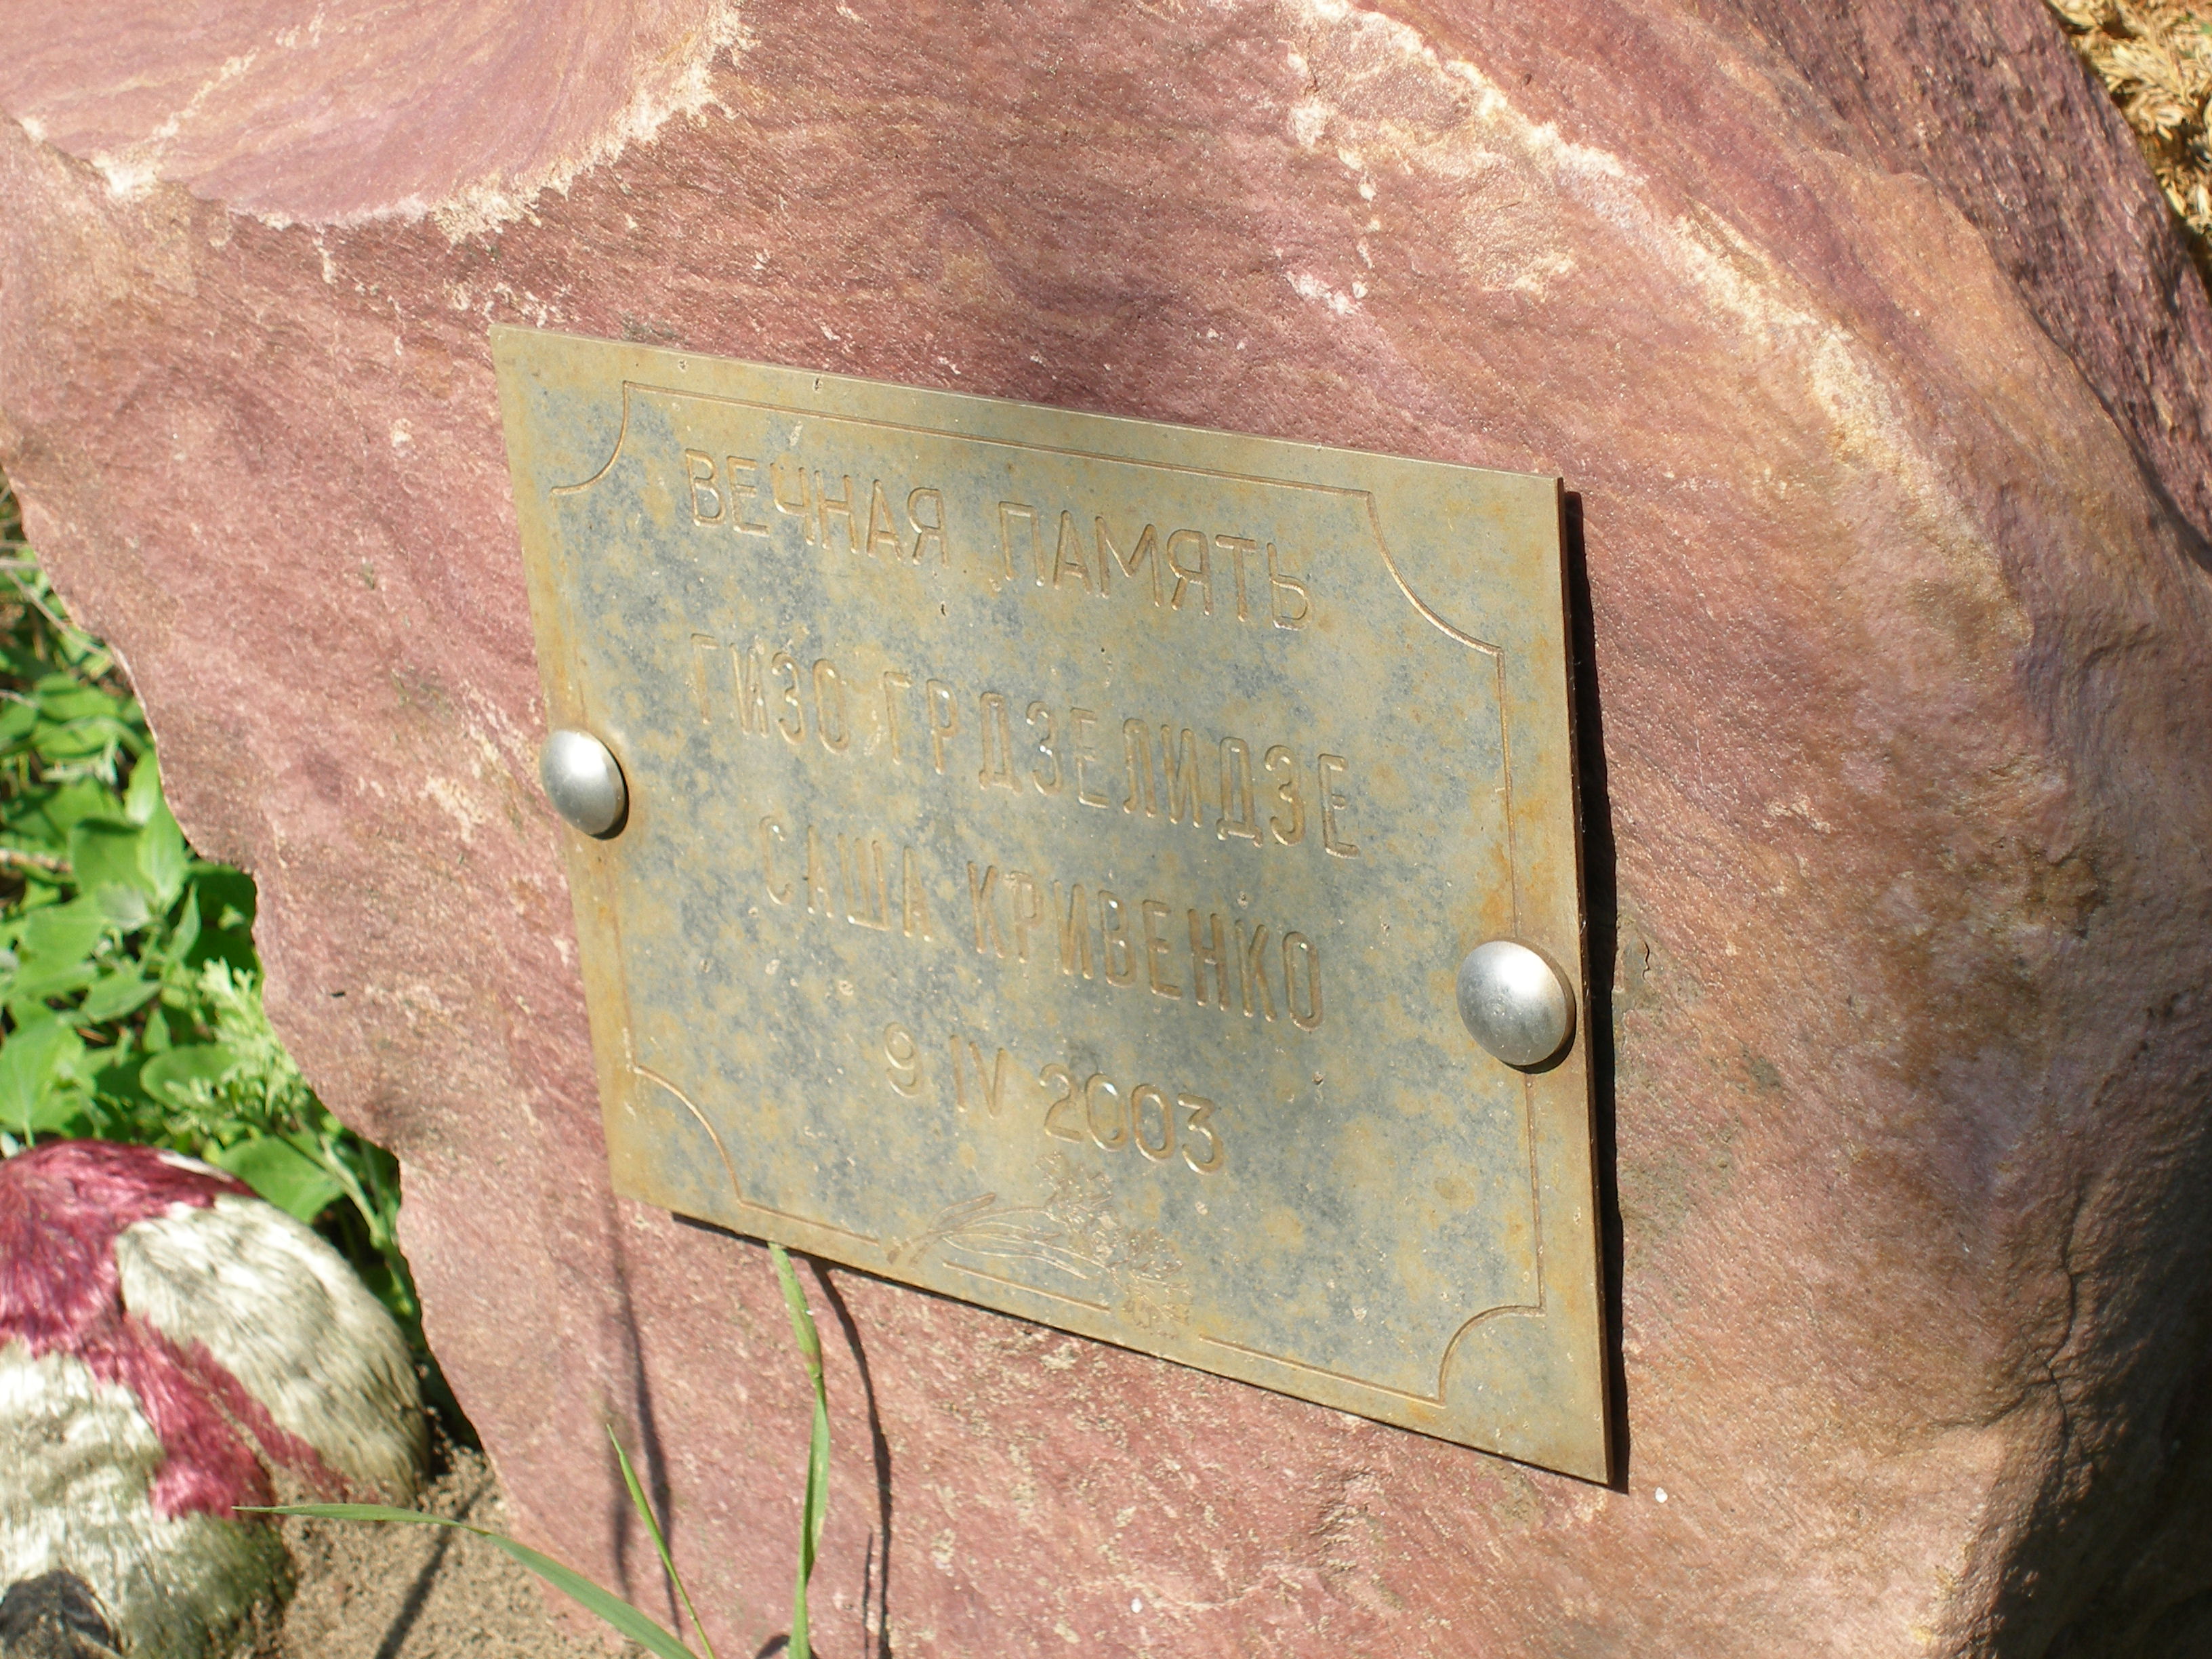 ВЕЧНАЯ ПАМЯТЬ
ГИЗО ГРДЗЕЛИДЗЕ
САША КРИВЕНКО
9 IV 2003